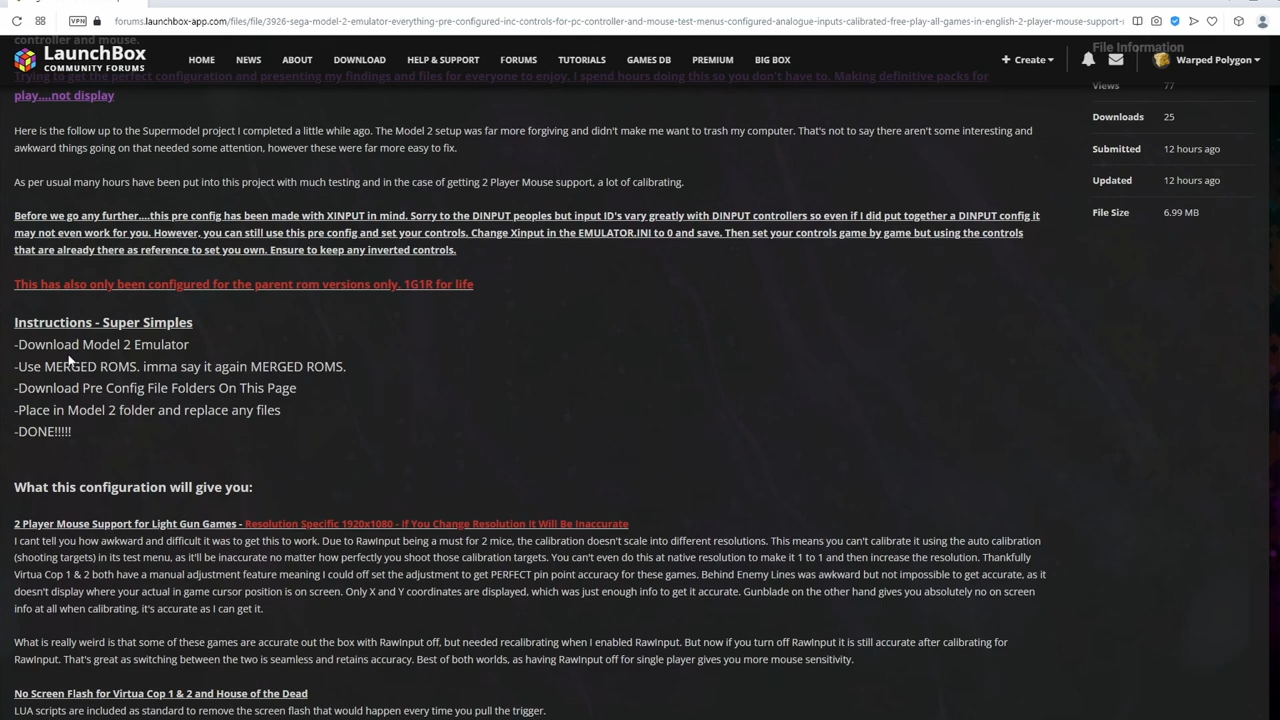 forums.launchbox-app.com/files/file/3926-sega-model-2-emulator-everything-pre-configured-inc-controls-for-pc-controller-and-mouse-test-menus-configured-analogue-inputs-calibrated-free-play-all-games-in-english-2-player-mouse-support-
VPN
controller and mouse.
LaunchBox
COMMUNITY FORUMS
HOME NEWS ABOUT DOWNLOAD HELP & SUPPORT FORUMS TUTORIALS GAMES DB PREMIUM BIG BOX
Create
Warped Polygon
File Information
Trying to get the perfect configuration and presenting my findings and files for everyone to enjoy. I spend hours doing this so you don't have to. Making definitive packs for
play....not display
Views 77
Downloads 25
Submitted 12 hours ago
Updated 12 hours ago
File Size 6.99 MB
Here is the follow up to the Supermodel project I completed a little while ago. The Model 2 setup was far more forgiving and didn't make me want to trash my computer. That's not to say there aren't some interesting and
awkward things going on that needed some attention, however these were far more easy to fix.
As per usual many hours have been put into this project with much testing and in the case of getting 2 Player Mouse support, a lot of calibrating.
Before we go any further....this pre config has been made with XINPUT in mind. Sorry to the DINPUT peoples but input ID's vary greatly with DINPUT controllers so even if I did put together a DINPUT config it
may not even work for you. However, you can still use this pre config and set your controls. Change Xinput in the EMULATOR.INI to 0 and save. Then set your controls game by game but using the controls
that are already there as reference to set you own. Ensure to keep any inverted controls.
This has also only been configured for the parent rom versions only. 1G1R for life
Instructions - Super Simples
-Download Model 2 Emulator
-Use MERGED ROMS. imma say it again MERGED ROMS.
-Download Pre Config File Folders On This Page
-Place in Model 2 folder and replace any files
-DONE!!!!!
What this configuration will give you:
2 Player Mouse Support for Light Gun Games - Resolution Specific 1920x1080 - If You Change Resolution It Will Be Inaccurate
I cant tell you how awkward and difficult it was to get this to work. Due to RawInput being a must for 2 mice, the calibration doesn't scale into different resolutions. This means you can't calibrate it using the auto calibration
(shooting targets) in its test menu, as it'll be inaccurate no matter how perfectly you shoot those calibration targets. You can't even do this at native resolution to make it 1 to 1 and then increase the resolution. Thankfully
Virtua Cop 1 & 2 both have a manual adjustment feature meaning I could off set the adjustment to get PERFECT pin point accuracy for these games. Behind Enemy Lines was awkward but not impossible to get accurate, as it
doesn't display where your actual in game cursor position is on screen. Only X and Y coordinates are displayed, which was just enough info to get it accurate. Gunblade on the other hand gives you absolutely no on screen
info at all when calibrating, it's accurate as I can get it.
What is really weird is that some of these games are accurate out the box with RawInput off, but needed recalibrating when I enabled RawInput. But now if you turn off RawInput it is still accurate after calibrating for
RawInput. That's great as switching between the two is seamless and retains accuracy. Best of both worlds, as having RawInput off for single player gives you more mouse sensitivity.
No Screen Flash for Virtua Cop 1 & 2 and House of the Dead
LUA scripts are included as standard to remove the screen flash that would happen every time you pull the trigger.